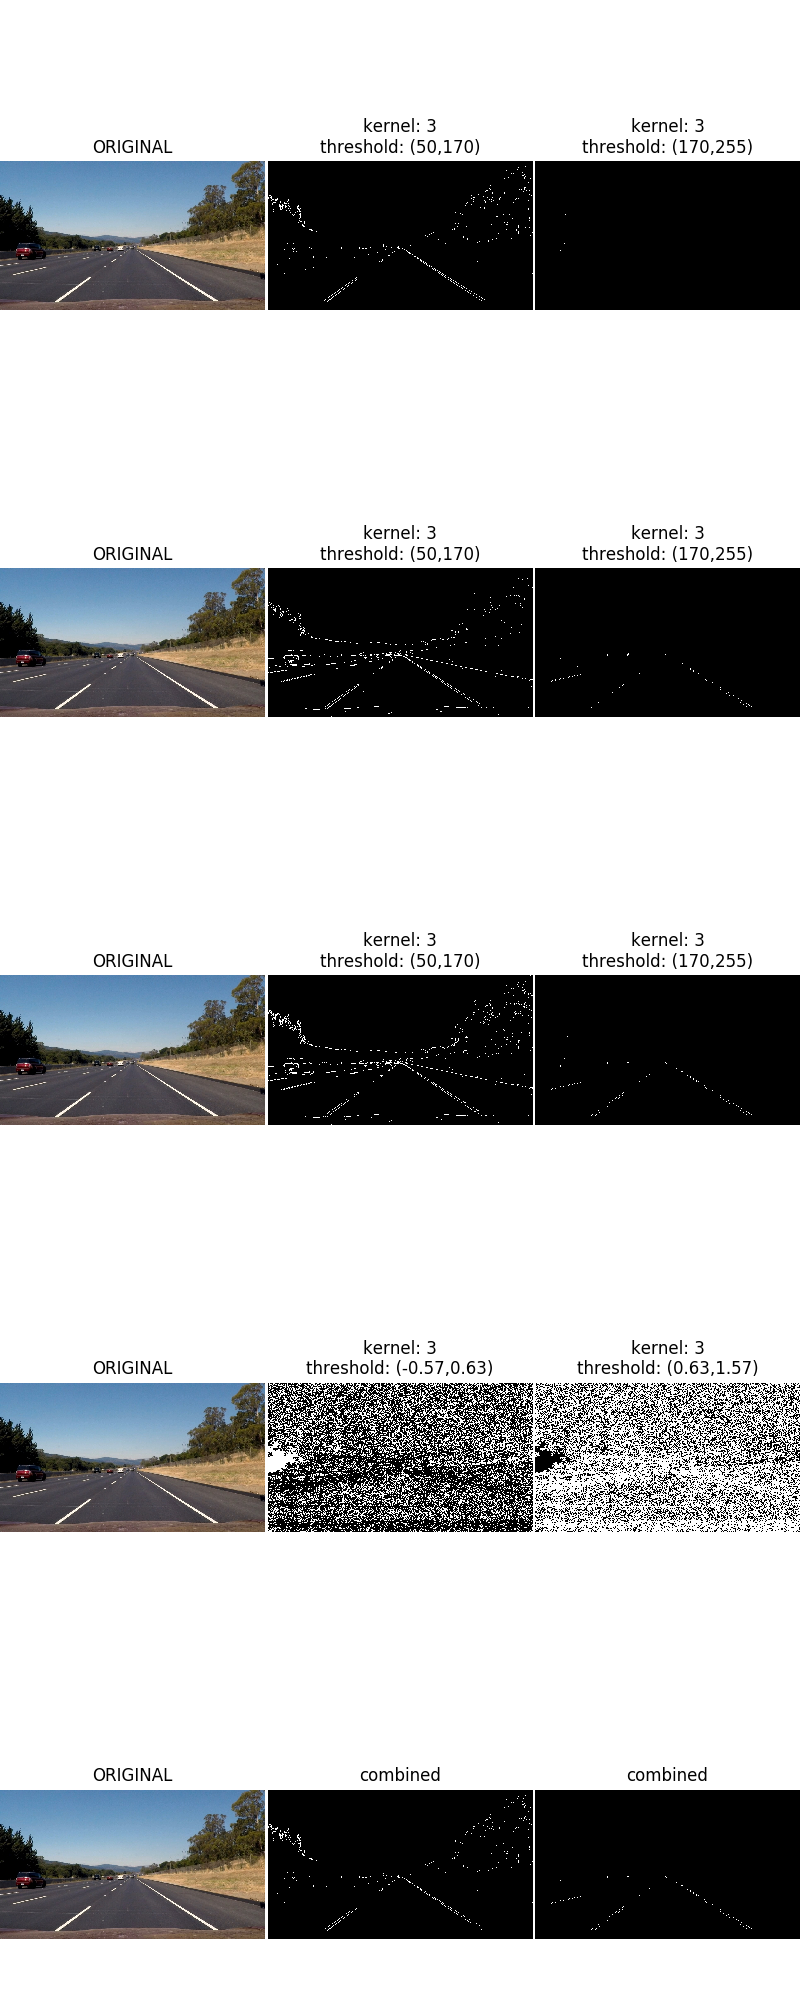 ORIGINAL
kernel: 3
threshold: (50,170)
kernel: 3
threshold: (170,255)
ORIGINAL
kernel: 3
threshold: (50,170)
kernel: 3
threshold: (170,255)
ORIGINAL
kernel: 3
threshold: (50,170)
kernel: 3
threshold: (170,255)
ORIGINAL
kernel: 3
threshold: (-0.57,0.63)
kernel: 3
threshold: (0.63,1.57)
ORIGINAL
combined
combined